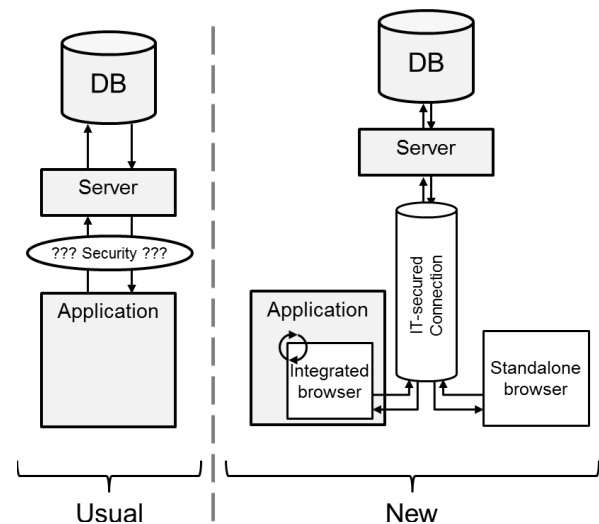 DB
Server
??? Security ???
Application
Usual
DB
Server
IT-secured
Connection
Application
Integrated
browser
Standalone
browser
New